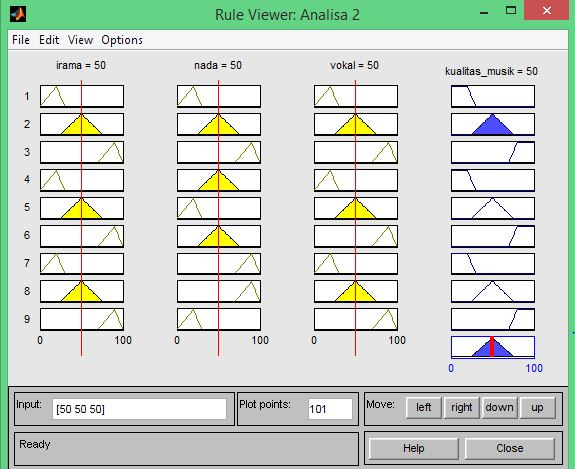 Rule Viewer: Analisa 2
File Edit View Options
irama = 50 nada = 50 vokal = 50 kualitas_musik = 50
1
2
3
4
5
6
7
8
9
0 100 0 100 0 100
0 100
Input: [50 50 50] Plot points: 101 Move: left right down up
Ready Help Close